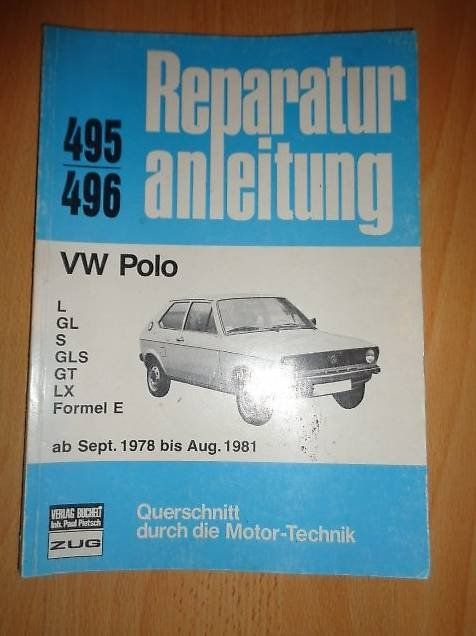 Reparatur
anleitung
495
496
VW Polo
L
GL
S
GLS
GT
LX
Formel E
ab Sept. 1978 bis Aug. 1981
VERLAG BUCHELI
Inh. Paul Pietsch
ZUG
Querschnitt
durch die Motor-Technik